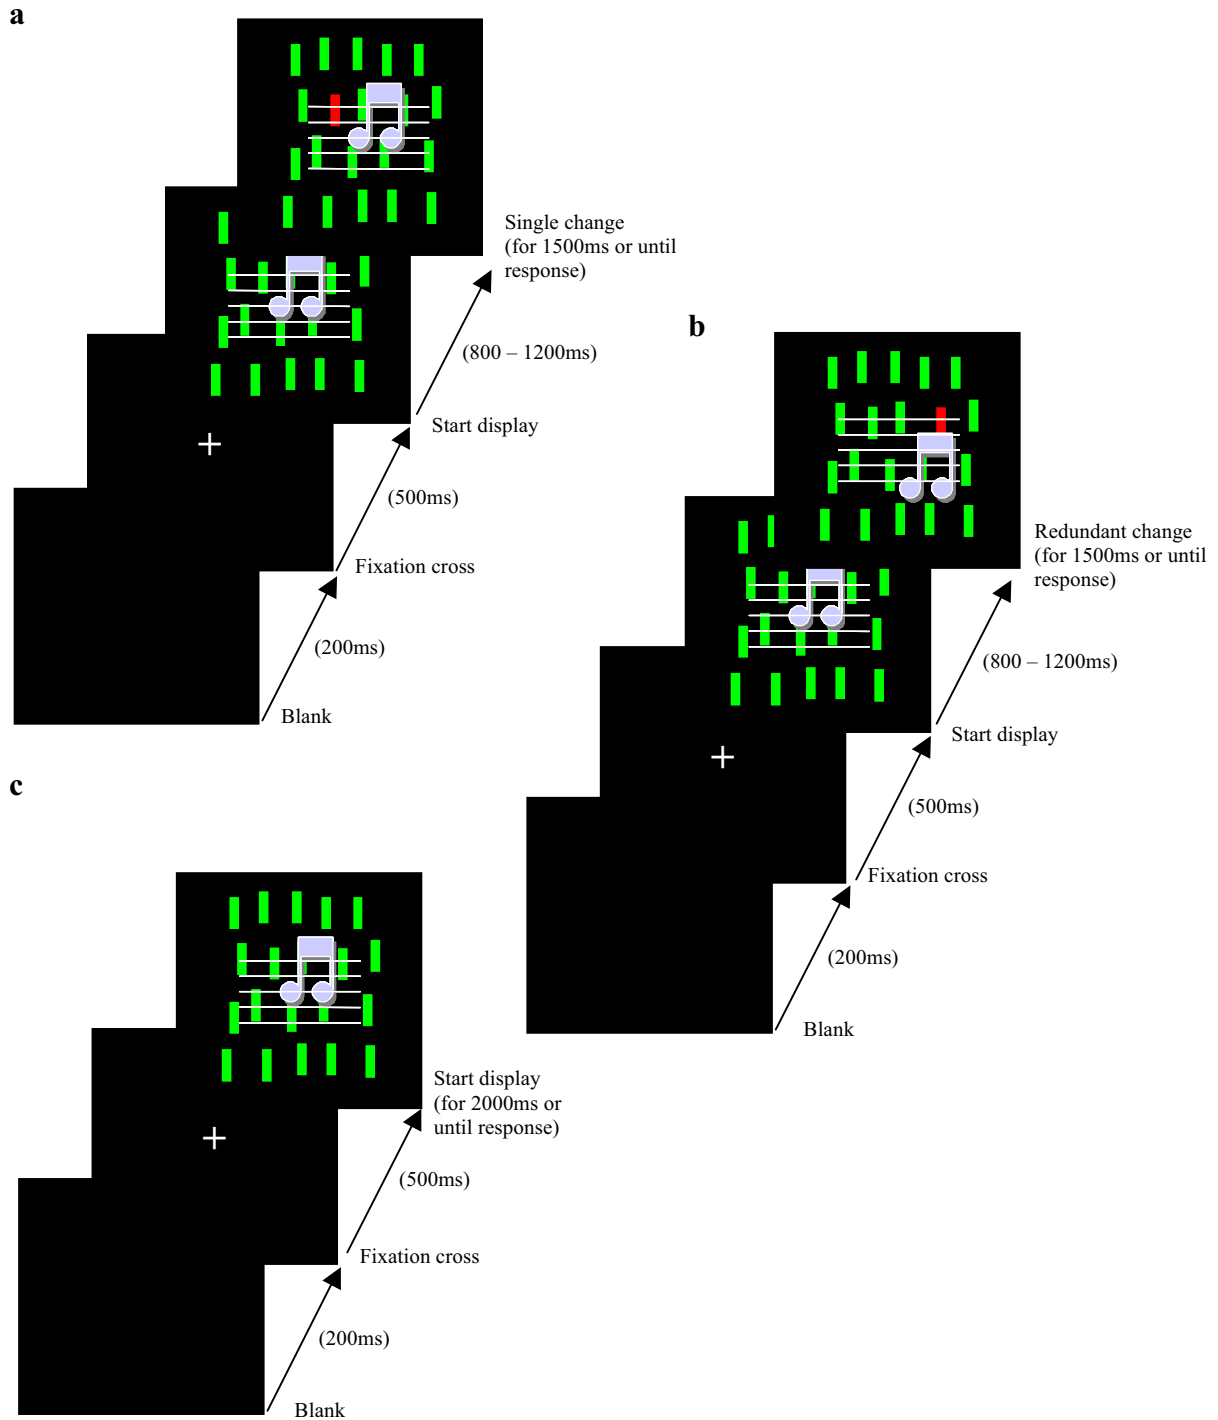 a
Single change
(for 1500ms or until
response)
(800 – 1200ms)
Start display
(500ms)
Fixation cross
(200ms)
Blank
b
Redundant change
(for 1500ms or until
response)
(800 – 1200ms)
Start display
(500ms)
Fixation cross
(200ms)
Blank
c
Start display
(for 2000ms or
until response)
(500ms)
Fixation cross
(200ms)
Blank